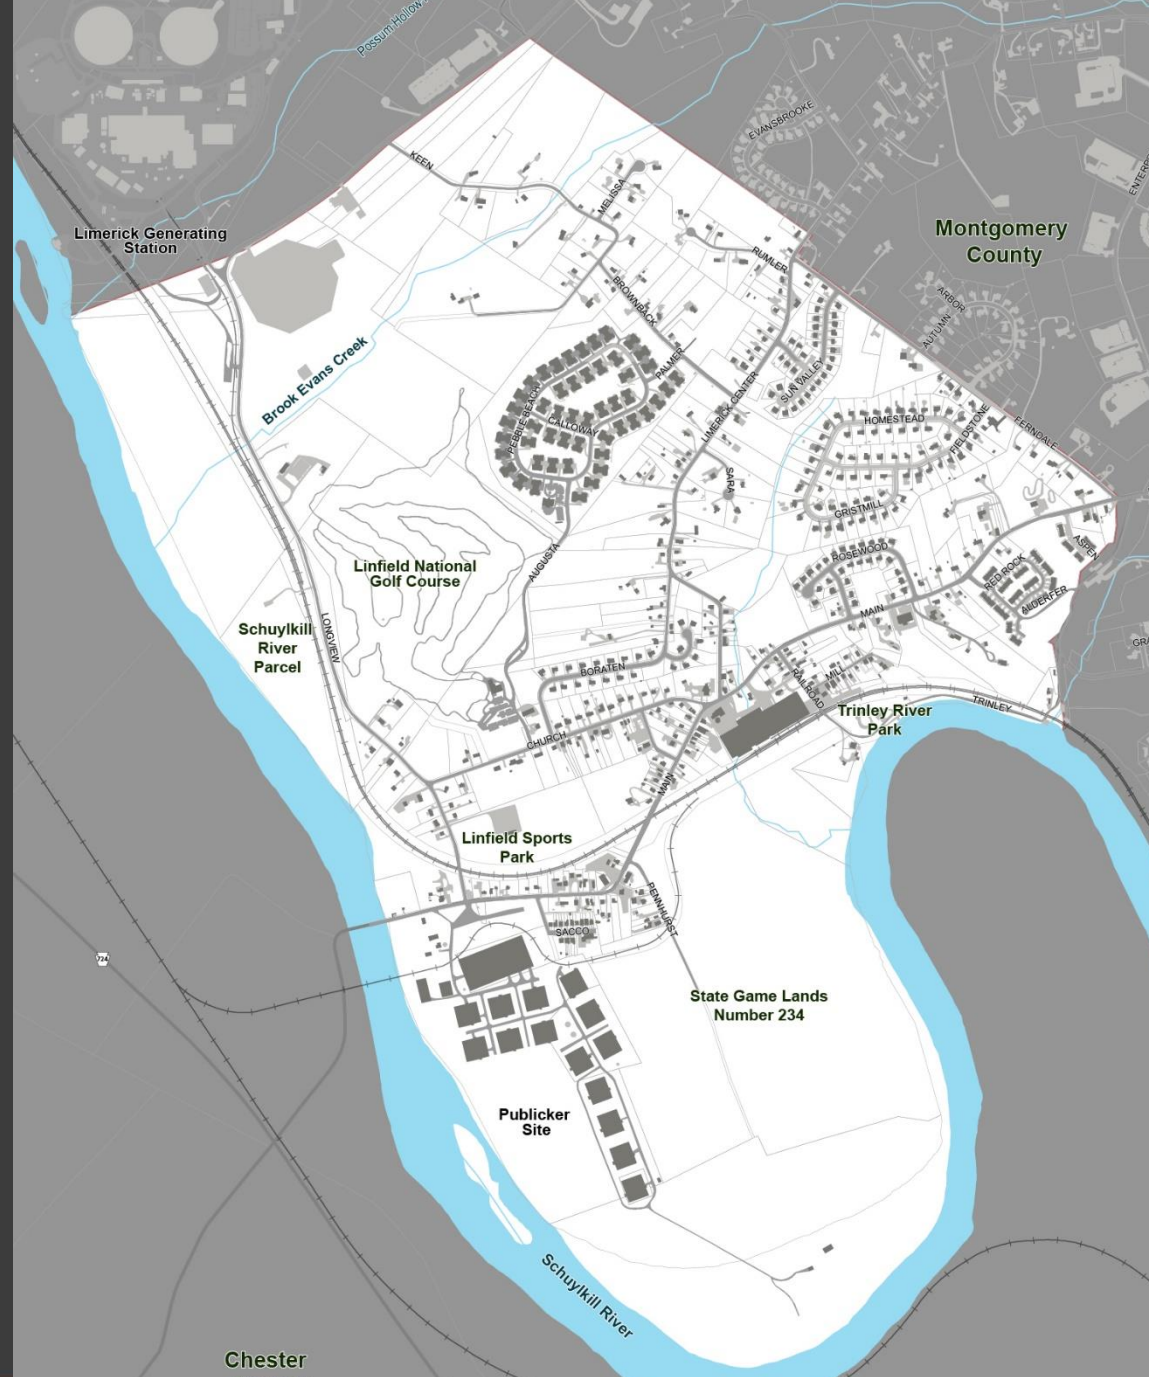 Possum Hollow
EVANSBROOKE
KEEN
MELISSA
Limerick Generating
Station
Montgomery
County
RUMLER
BROWNBACK
ARBOR
AUTUMN
Brook Evans Creek
PALMER
SUN VALLEY
PEBBLE BEACH
CALLOWAY
LIMERICK CENTER
HOMESTEAD
FIELDSTONE
FERNDALE
SARA
GRISTMILL
ASPEN
ROSEWOOD
RED ROCK
ALDERFER
AUGUSTA
Linfield National
Golf Course
MAIN
LONGVIEW
Schuylkill
River
Parcel
BORATEN
RAILROAD
MILL
TRINLEY
Trinley River
Park
CHURCH
MAIN
Linfield Sports
Park
PENNHURST
SACCO
724
State Game Lands
Number 234
Publicker
Site
Schuylkill River
Chester